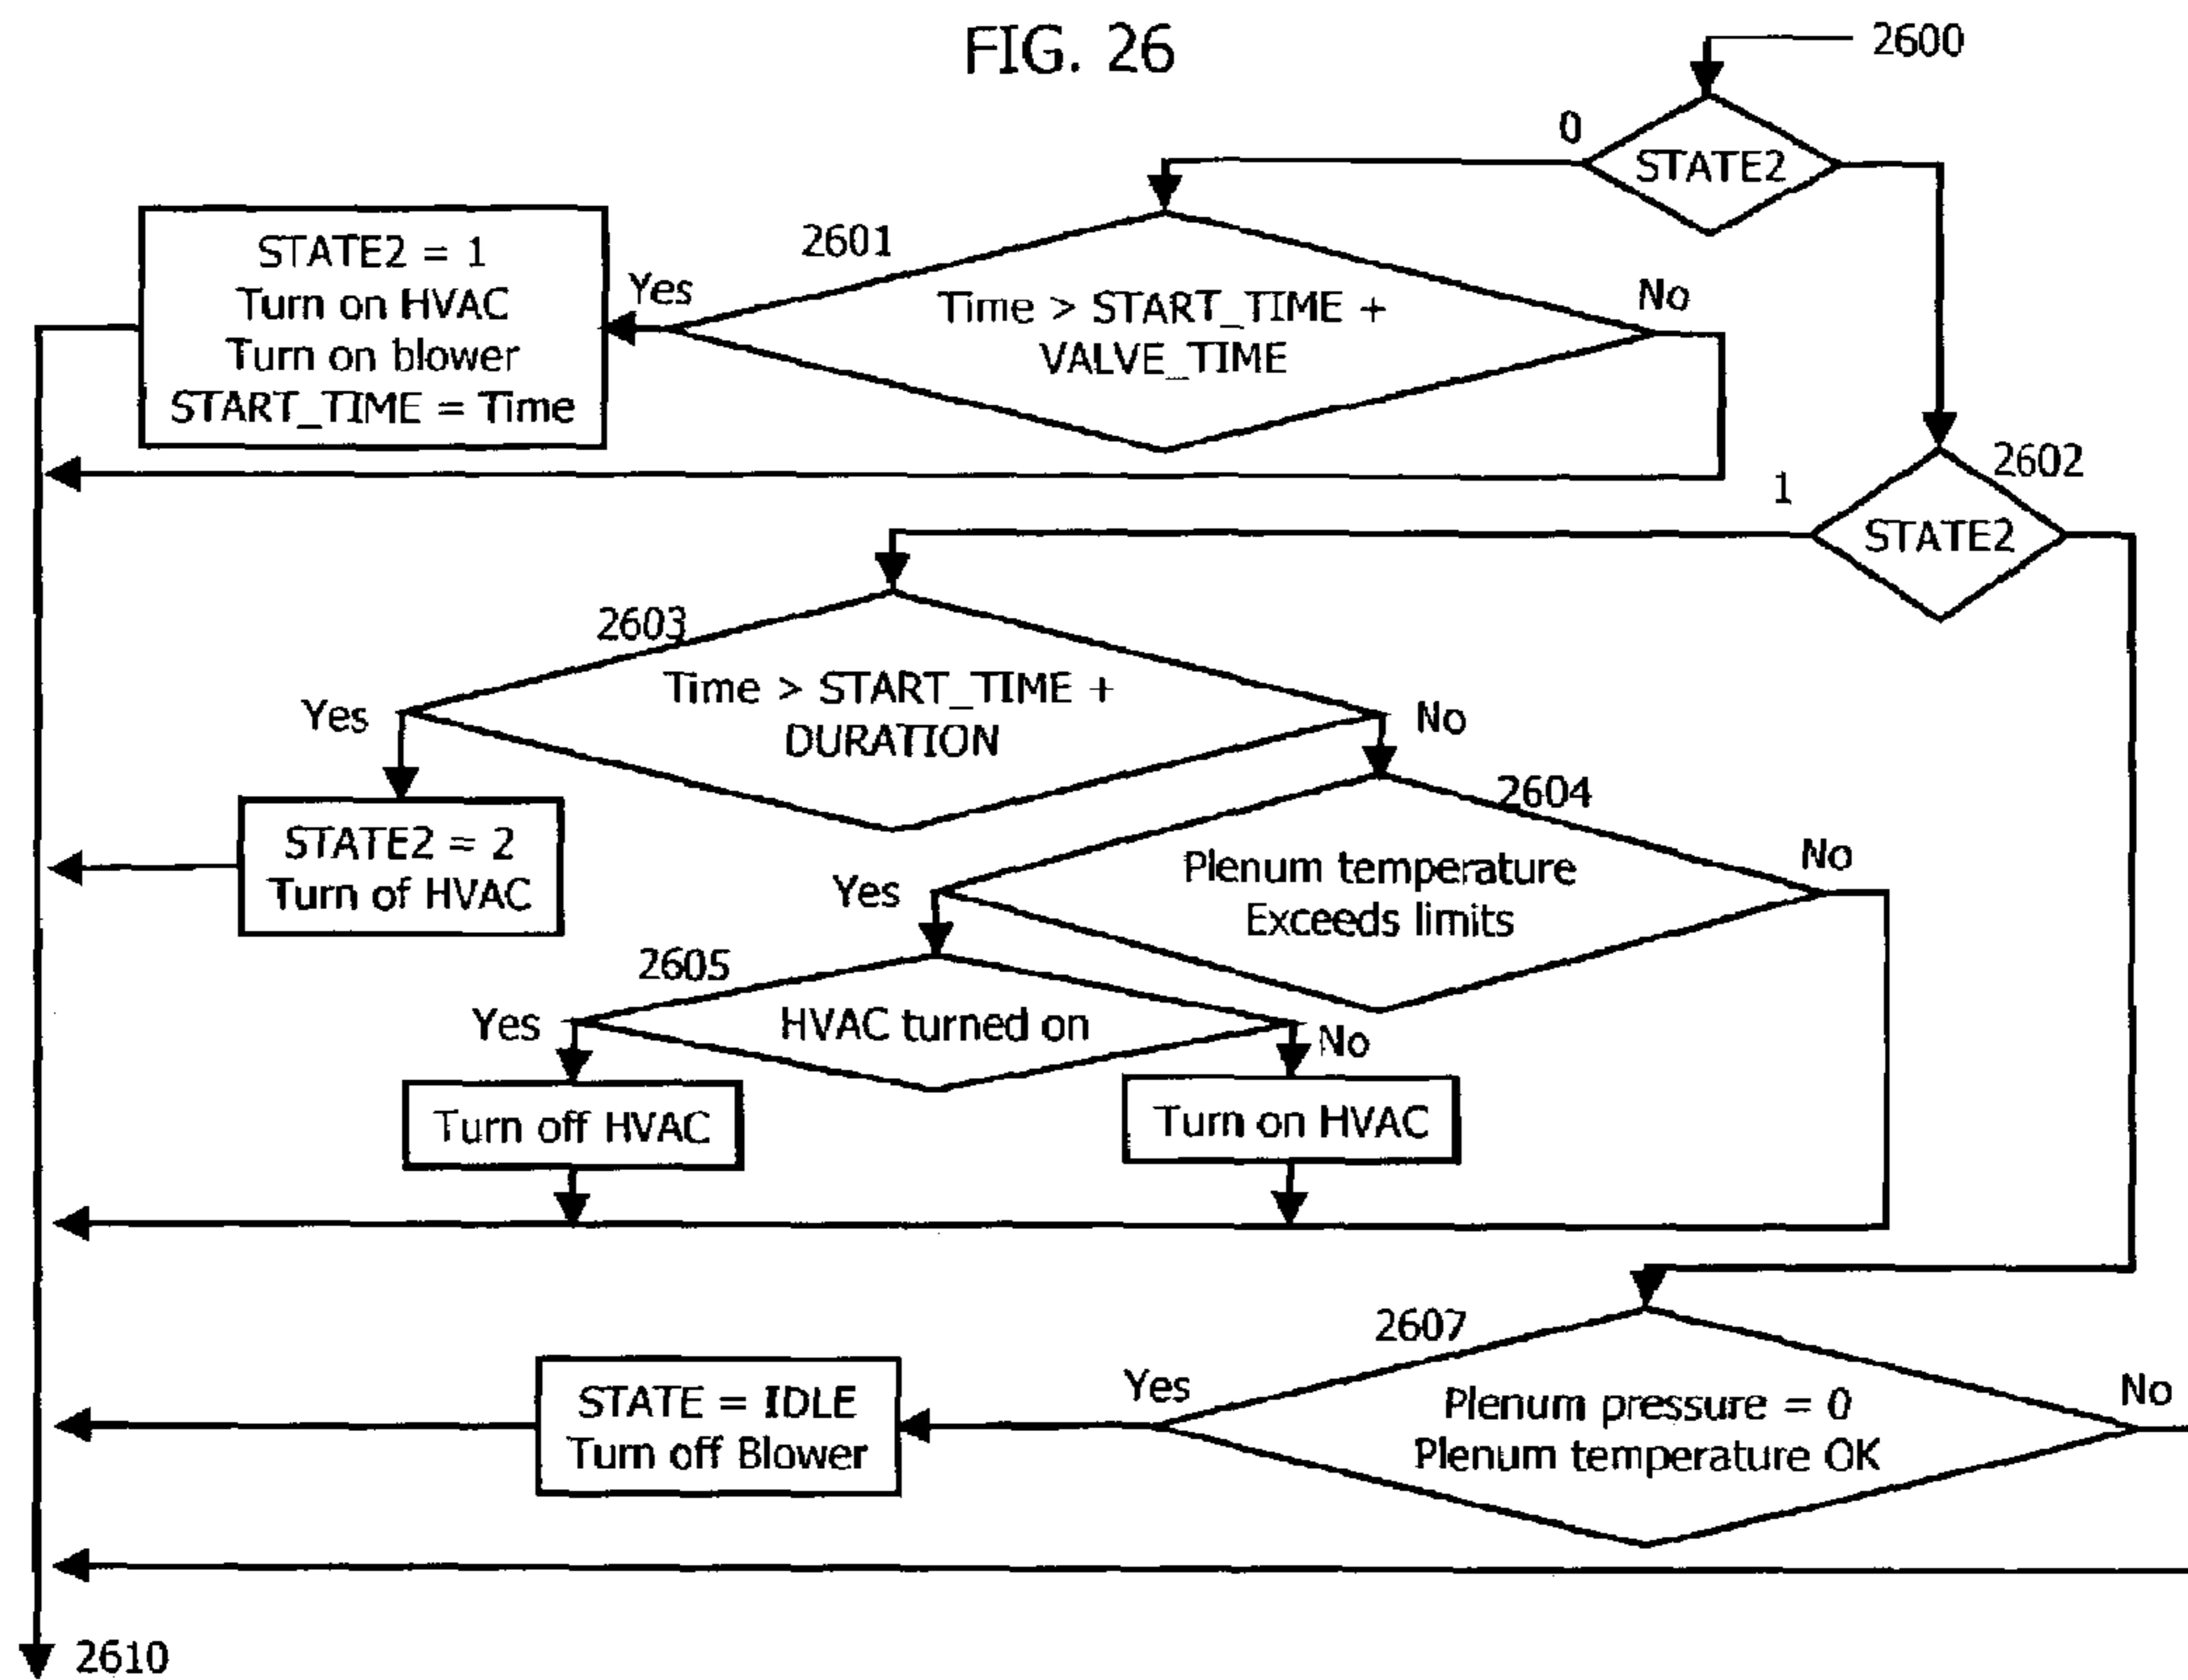 FIG. 26
2600
0
STATE2
2601
STATE2 = 1
Turn on HVAC
Turn on blower
START_TIME = Time
Yes
Time > START_TIME +
VALVE_TIME
No
2602
1
STATE2
2603
Time > START_TIME +
DURATION
Yes
No
2604
STATE2 = 2
Turn of HVAC
Plenum temperature
Exceeds limits
Yes
No
2605
HVAC turned on
Yes
No
Turn off HVAC
Turn on HVAC
2607
Plenum pressure = 0
Plenum temperature OK
Yes
No
STATE = IDLE
Turn off Blower
2610